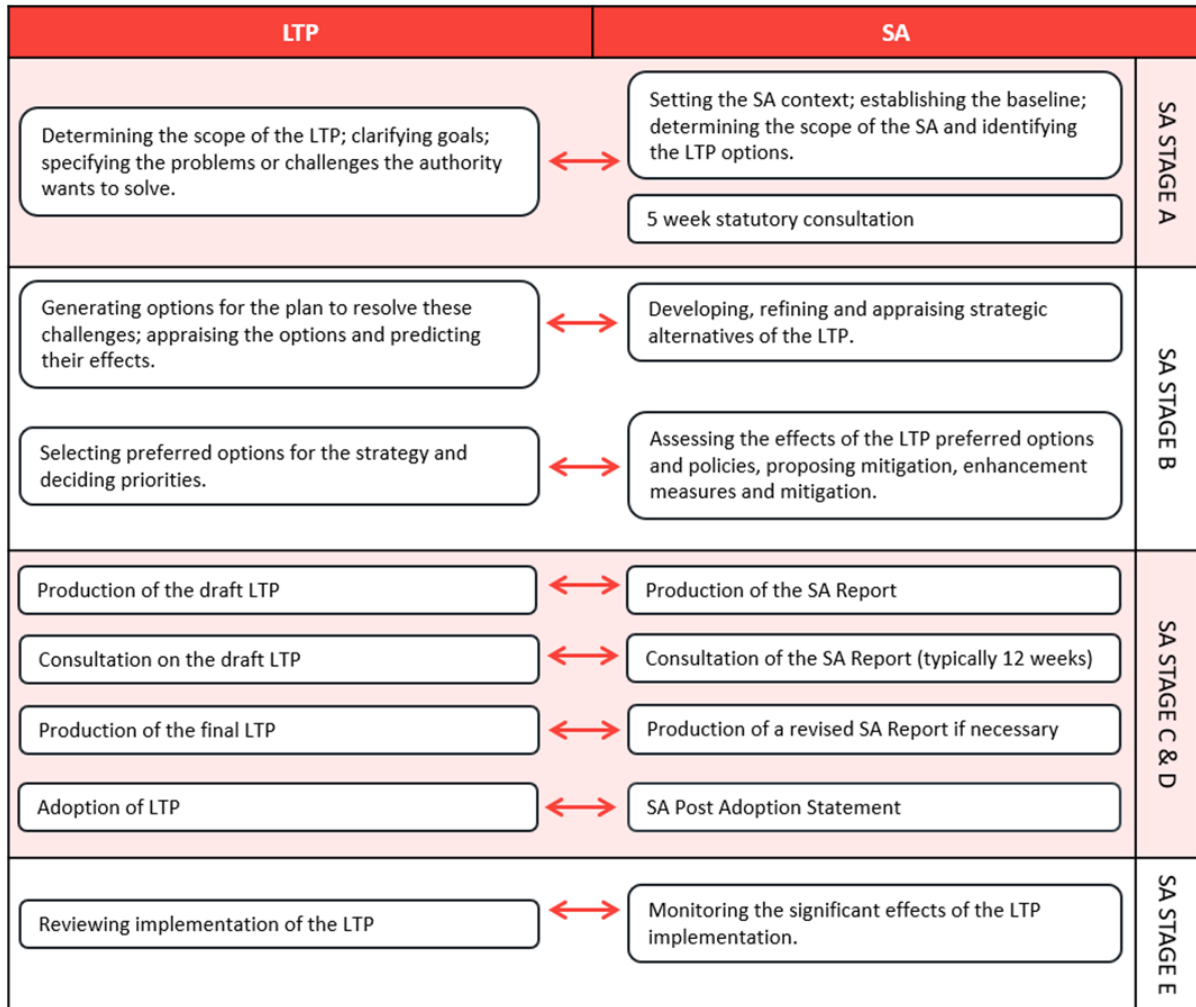 LTP
SA
Determining the scope of the LTP; clarifying goals;
specifying the problems or challenges the authority
wants to solve.
Setting the SA context; establishing the baseline;
determining the scope of the SA and identifying
the LTP options.
5 week statutory consultation
SA STAGE A
Generating options for the plan to resolve these
challenges; appraising the options and predicting
their effects.
Developing, refining and appraising strategic
alternatives of the LTP.
Selecting preferred options for the strategy and
deciding priorities.
Assessing the effects of the LTP preferred options
and policies, proposing mitigation, enhancement
measures and mitigation.
SA STAGE B
Production of the draft LTP
Production of the SA Report
Consultation on the draft LTP
Consultation of the SA Report (typically 12 weeks)
Production of the final LTP
Production of a revised SA Report if necessary
Adoption of LTP
SA Post Adoption Statement
SA STAGE C & D
Reviewing implementation of the LTP
Monitoring the significant effects of the LTP
implementation.
SA STAGE E